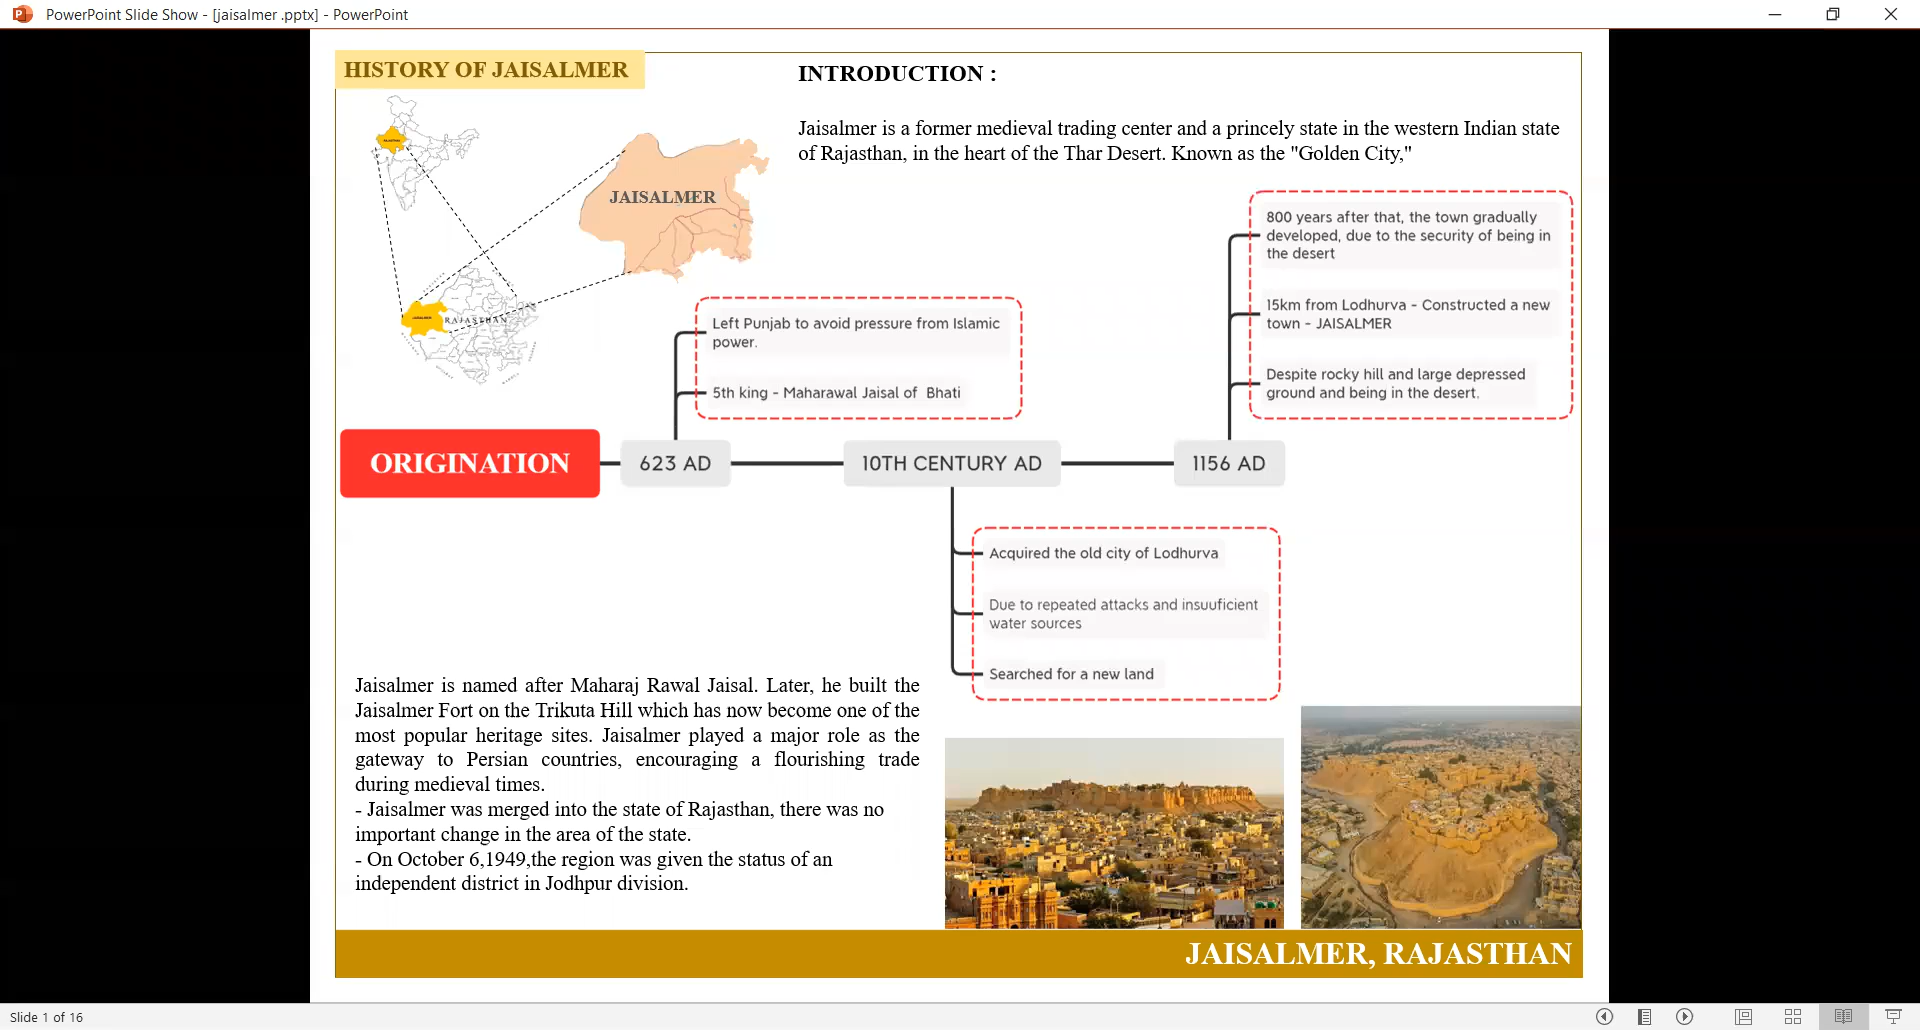 PowerPoint Slide Show - [jaisalmer .pptx] - PowerPoint
HISTORY OF JAISALMER
INTRODUCTION :
Jaisalmer is a former medieval trading center and a princely state in the western Indian state
of Rajasthan, in the heart of the Thar Desert. Known as the "Golden City,"
RAJASTHAN
JAISALMER
JAISALMER
RAJASTHAN
Left Punjab to avoid pressure from Islamic
power.
5th king - Maharawal Jaisal of  Bhati
800 years after that, the town gradually
developed, due to the security of being in
the desert
15km from Lodhurva - Constructed a new
town - JAISALMER
Despite rocky hill and large depressed
ground and being in the desert.
ORIGINATION
623 AD
10TH CENTURY AD
1156 AD
Acquired the old city of Lodhurva
Due to repeated attacks and insuuficient
water sources
Searched for a new land
Jaisalmer is named after Maharaj Rawal Jaisal. Later, he built the
Jaisalmer Fort on the Trikuta Hill which has now become one of the
most popular heritage sites. Jaisalmer played a major role as the
gateway to Persian countries, encouraging a flourishing trade
during medieval times.
- Jaisalmer was merged into the state of Rajasthan, there was no
important change in the area of the state.
- On October 6,1949,the region was given the status of an
independent district in Jodhpur division.
JAISALMER, RAJASTHAN
Slide 1 of 16